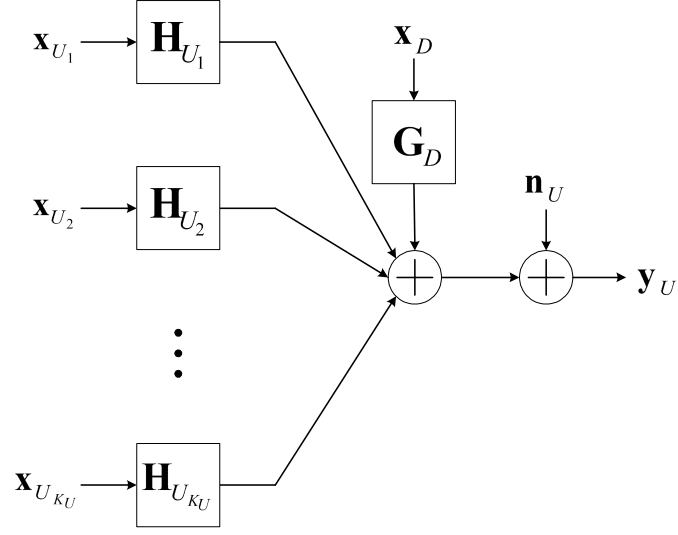 x_{U_1}
H_{U_1}
x_D
G_D
x_{U_2}
H_{U_2}
n_U
+
+
y_U
⋮
x_{U_{K_U}}
H_{U_{K_U}}